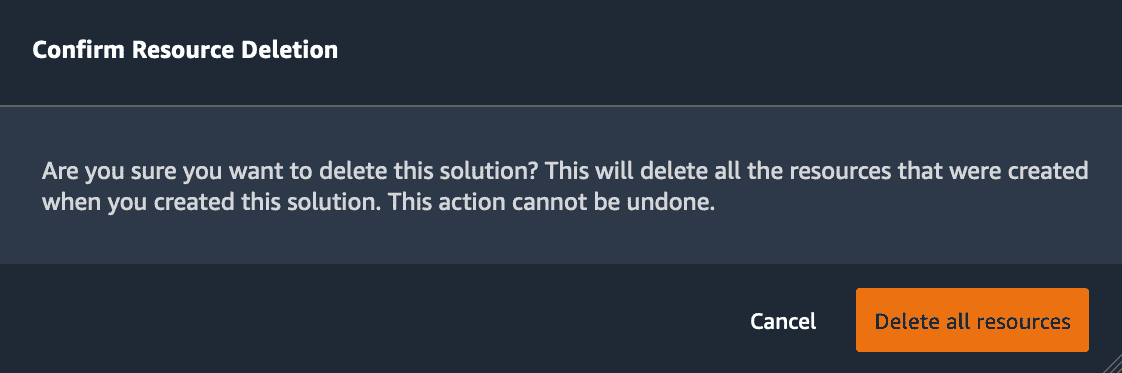 Confirm Resource Deletion
Are you sure you want to delete this solution? This will delete all the resources that were created
when you created this solution. This action cannot be undone.
Cancel
Delete all resources